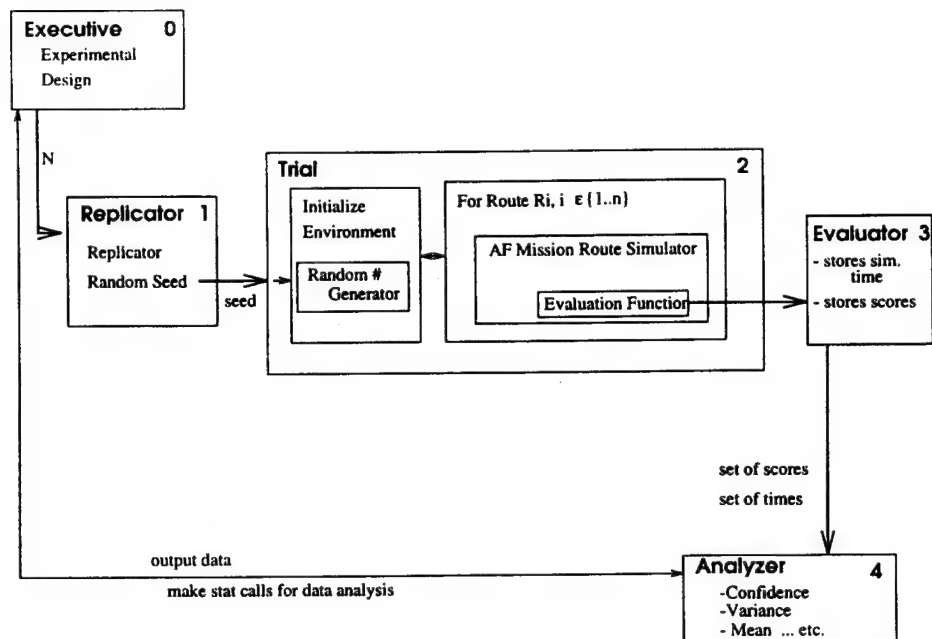 Executive 0
Experimental
Design
N
Replicator 1
Replicator
Random Seed
seed
Trial 2
Initialize
Environment
Random #
Generator
For Route Ri, i ε {1..n}
AF Mission Route Simulator
Evaluation Function
Evaluator 3
- stores sim.
time
- stores scores
set of scores
set of times
output data
make stat calls for data analysis
Analyzer 4
-Confidence
-Variance
- Mean ... etc.